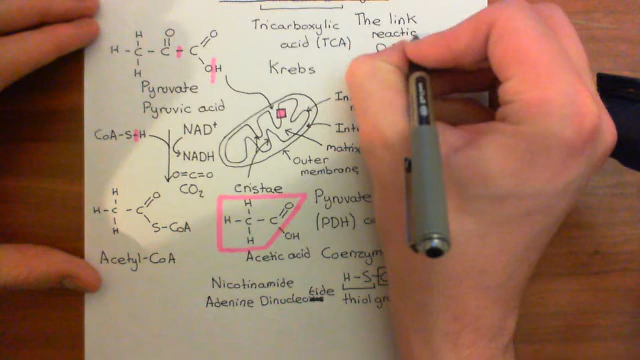 Tricarboxylic
acid (TCA)
The link
Krebs
H O O
H-C-C-C
H OH
Pyruvate
Pyruvic acid
CoA-S-H
NAD+
NADH
O=C=O
CO2
matrix
Outer
membrane
cristae
H O
H-C-C
H S-CoA
Acetyl-CoA
H O
H-C-C
H OH
Acetic acid
Pyruvate
(PDH)
Coenzym
Nicotinamide
Adenine
H-S-
thiol